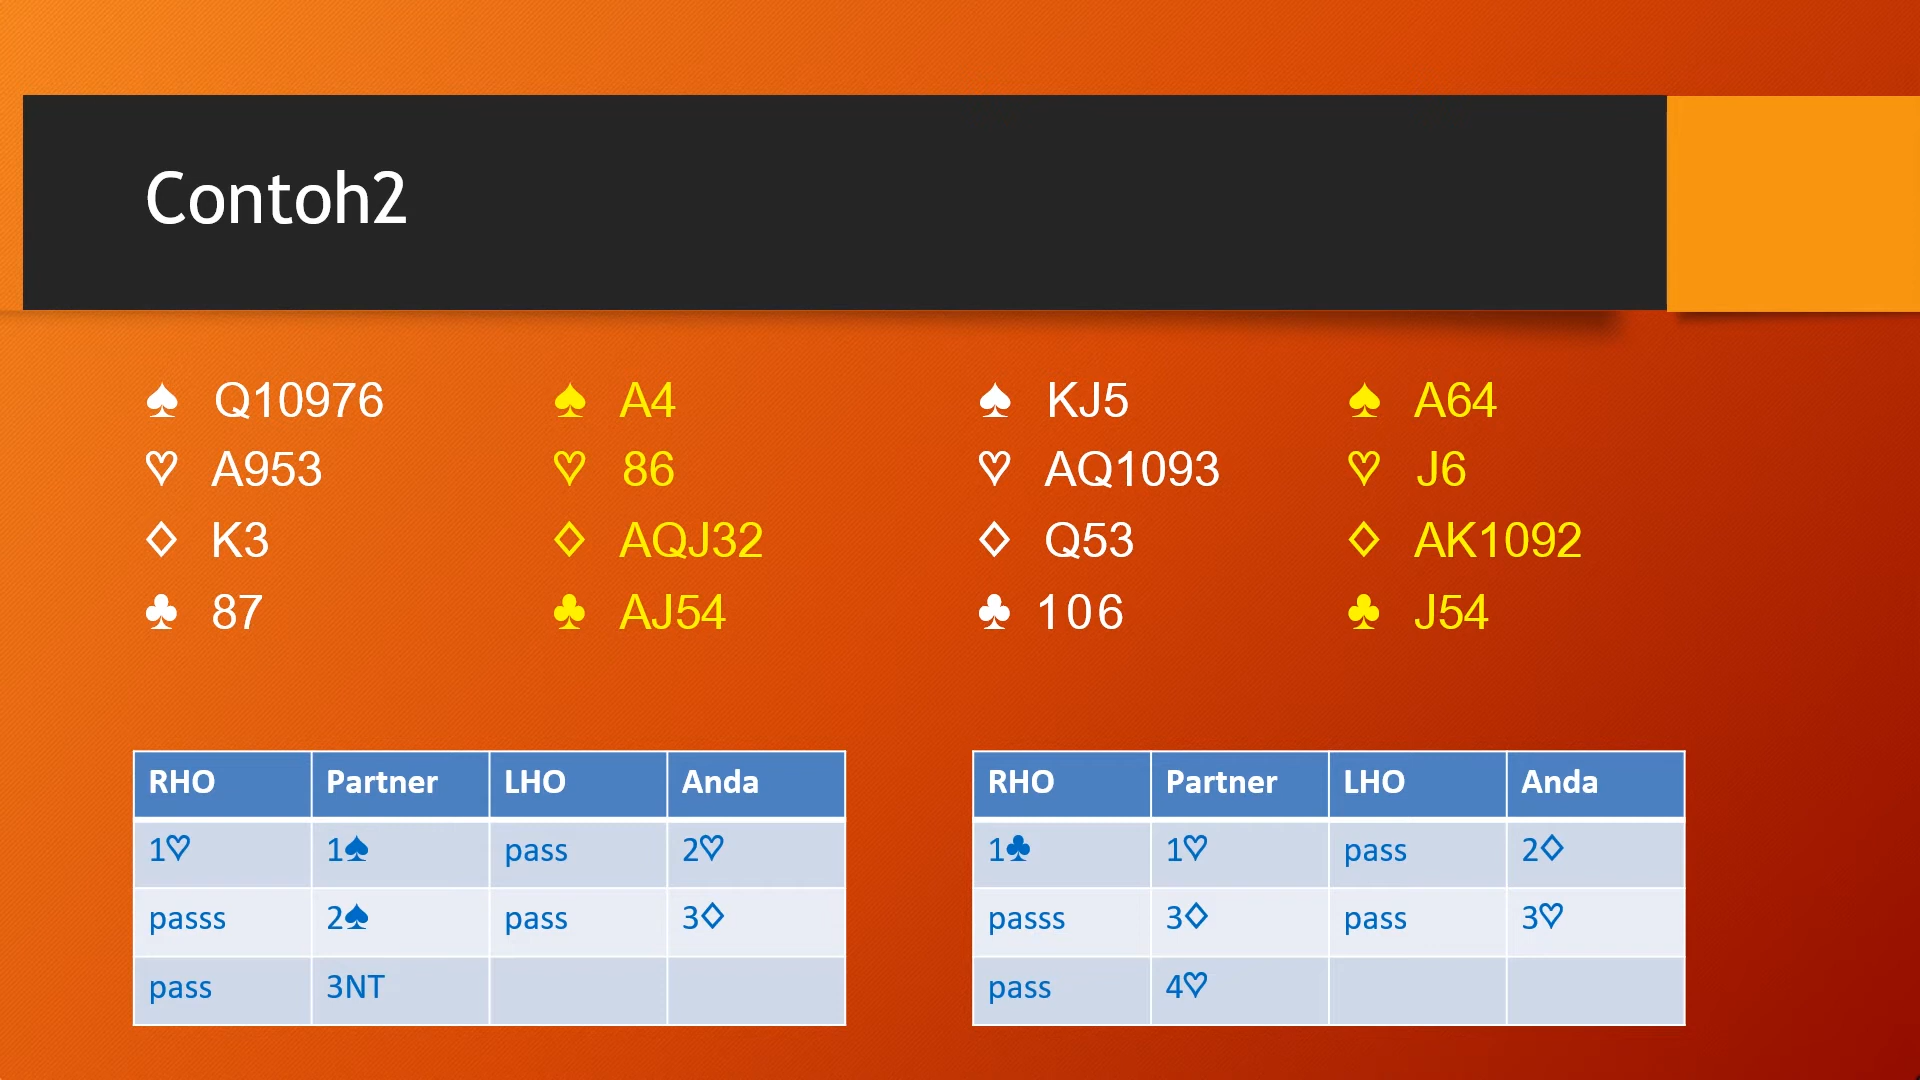 Contoh2
♠ Q10976 ♠ A4 ♠ KJ5 ♠ A64
♡ A953 ♡ 86 ♡ AQ1093 ♡ J6
♢ K3 ♢ AQJ32 ♢ Q53 ♢ AK1092
♣ 87 ♣ AJ54 ♣ 106 ♣ J54
RHO Partner LHO Anda
1♡ 1♠ pass 2♡
passs 2♠ pass 3♢
pass 3NT
RHO Partner LHO Anda
1♣ 1♡ pass 2♢
passs 3♢ pass 3♡
pass 4♡